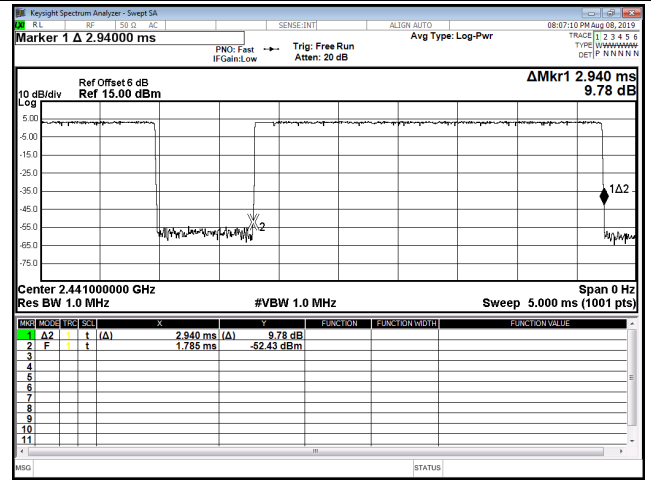 Keysight Spectrum Analyzer - Swept SA
RL RF 50 Ω AC SENSE:INT ALIGN AUTO 08:07:10 PM Aug 08, 2019
Marker 1 Δ 2.94000 ms
PNO: Fast
IFGain:Low
Trig: Free Run
Atten: 20 dB
Avg Type: Log-Pwr
TRACE 1 2 3 4 5 6
TYPE WWWWWW
DET P N N N N N
ΔMkr1 2.940 ms
9.78 dB
Ref Offset 6 dB
10 dB/div Ref 15.00 dBm
Log
5.00
-5.00
-15.0
-25.0
-35.0
-45.0
-55.0
-65.0
-75.0
1Δ2
2
Center 2.441000000 GHz Span 0 Hz
Res BW 1.0 MHz #VBW 1.0 MHz Sweep 5.000 ms (1001 pts)
MKR MODE TRC SCL X Y FUNCTION FUNCTION WIDTH FUNCTION VALUE
1 Δ2 1 t (Δ) 2.940 ms (Δ) 9.78 dB
2 F 1 t 1.785 ms -52.43 dBm
3
4
5
6
7
8
9
10
11
MSG STATUS